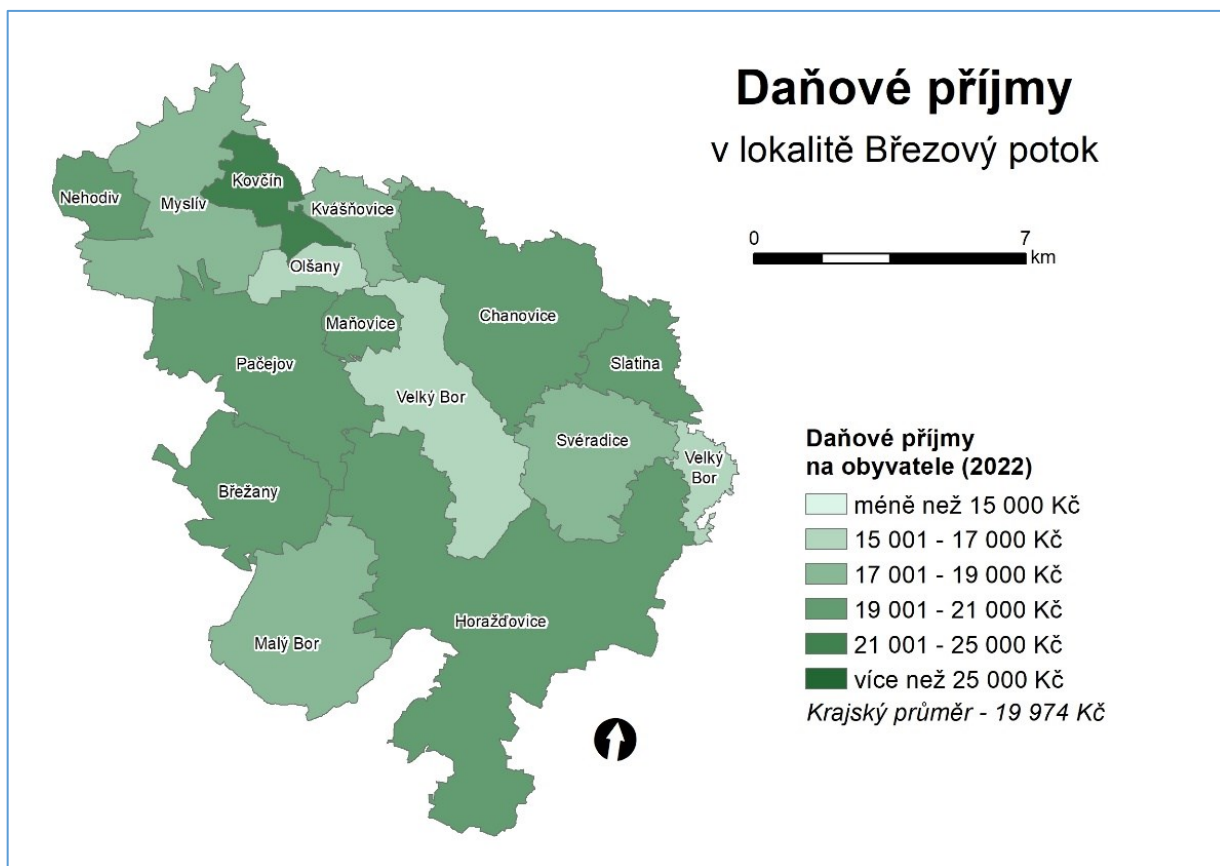 Daňové příjmy
v lokalitě Březový potok
0 7
km
Kovčín
Nehodiv
Myslív
Kvášňovice
Olšany
Maňovice
Chanovice
Pačejov
Slatina
Velký Bor
Svéradice
Velký
Bor
Břežany
Horažďovice
Malý Bor
Daňové příjmy
na obyvatele (2022)
méně než 15 000 Kč
15 001 - 17 000 Kč
17 001 - 19 000 Kč
19 001 - 21 000 Kč
21 001 - 25 000 Kč
více než 25 000 Kč
Krajský průměr - 19 974 Kč